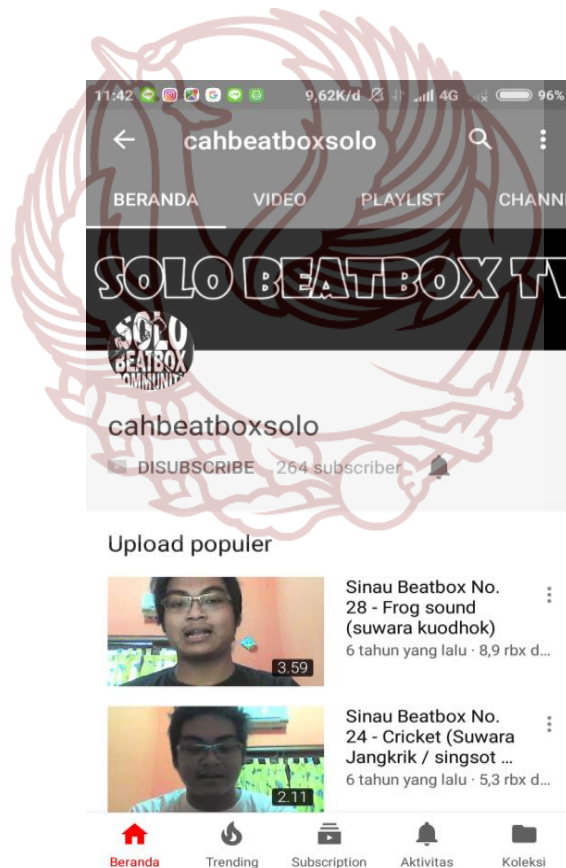 11:42 9,62K/d 4G 96%
cahbeatboxsolo
BERANDA VIDEO PLAYLIST CHANN
SOLO BEATBOX TV
SOLO
BEATBOX
COMMUNITY
cahbeatboxsolo
DISUBSCRIBE 264 subscriber
Upload populer
Sinau Beatbox No.
28 - Frog sound
(suwara kuodhok)
6 tahun yang lalu · 8,9 rbx d...
3.59
Sinau Beatbox No.
24 - Cricket (Suwara
Jangkrik / singsot ...
6 tahun yang lalu · 5,3 rbx d...
2.11
Beranda Trending Subscription Aktivitas Koleksi